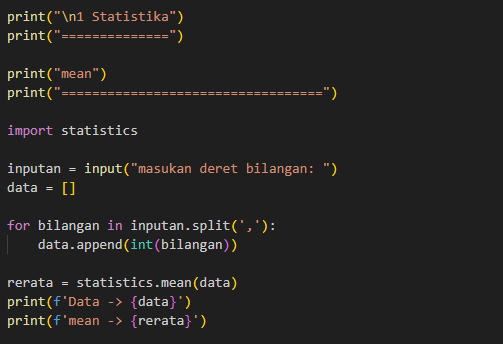 print("\n1 Statistika")
print("==============")
print("mean")
print("==================================")
import statistics
inputan = input("masukan deret bilangan: ")
data = []
for bilangan in inputan.split(','):
    data.append(int(bilangan))
rerata = statistics.mean(data)
print(f'Data -> {data}')
print(f'mean -> {rerata}')